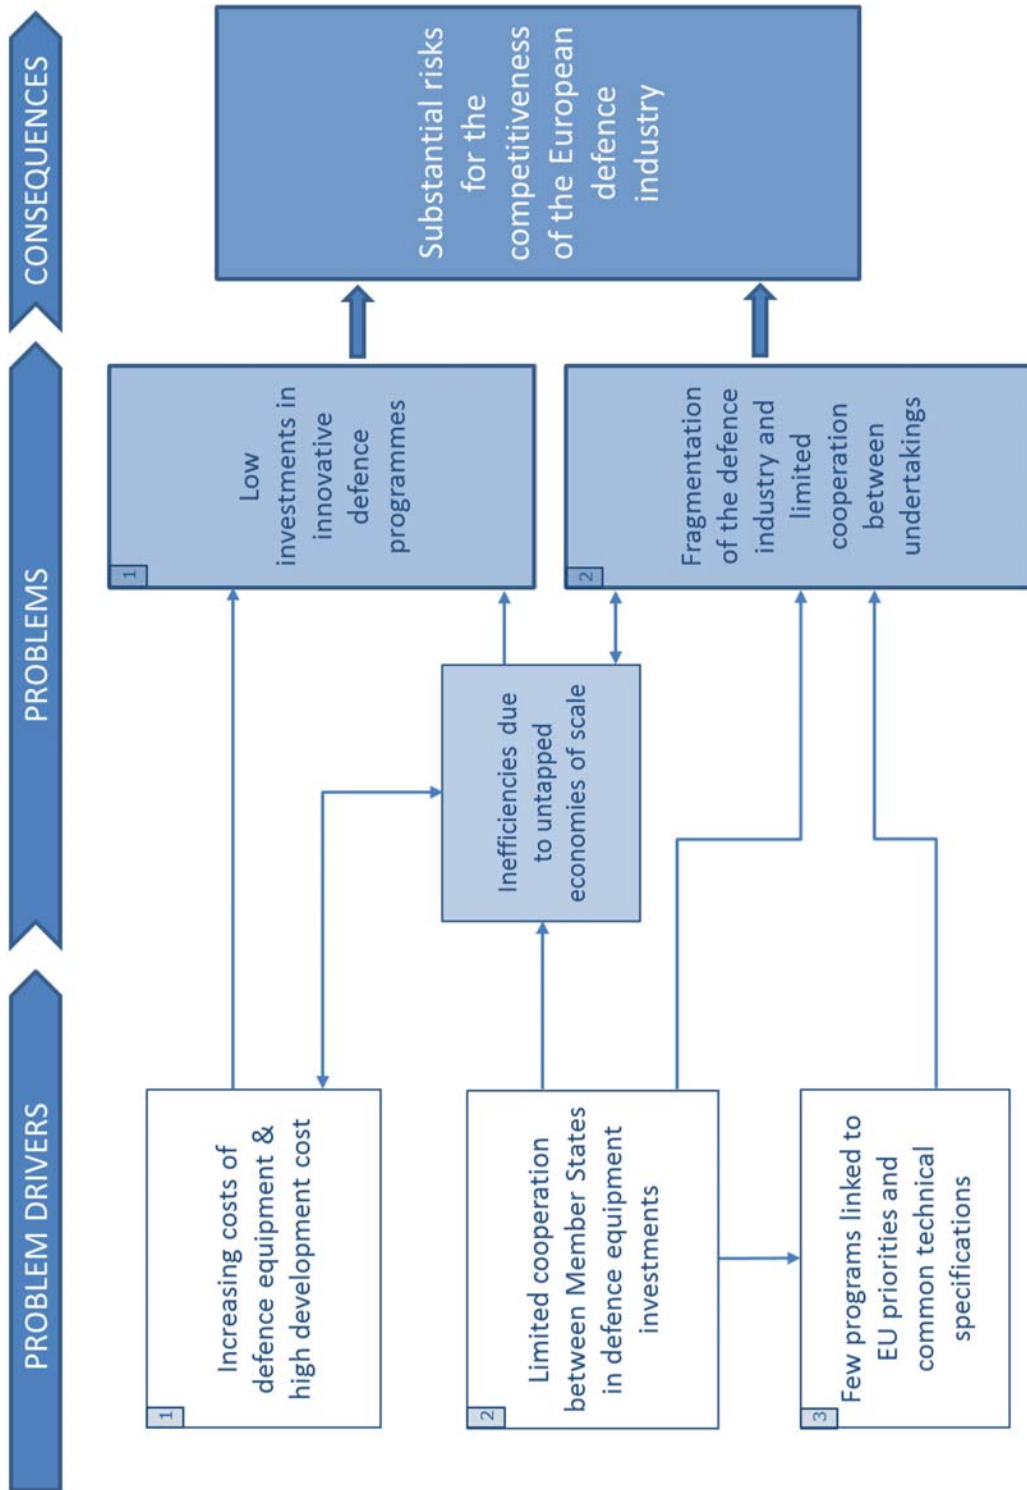 PROBLEM DRIVERS
PROBLEMS
CONSEQUENCES
1
Increasing costs of
defence equipment &
high development cost
2
Limited cooperation
between Member States
in defence equipment
investments
3
Few programs linked to
EU priorities and
common technical
specifications
Inefficiencies due
to untapped
economies of scale
1
Low
investments in
innovative
defence
programmes
2
Fragmentation
of the defence
industry and
limited
cooperation
between
undertakings
Substantial risks
for the
competitiveness
of the European
defence
industry